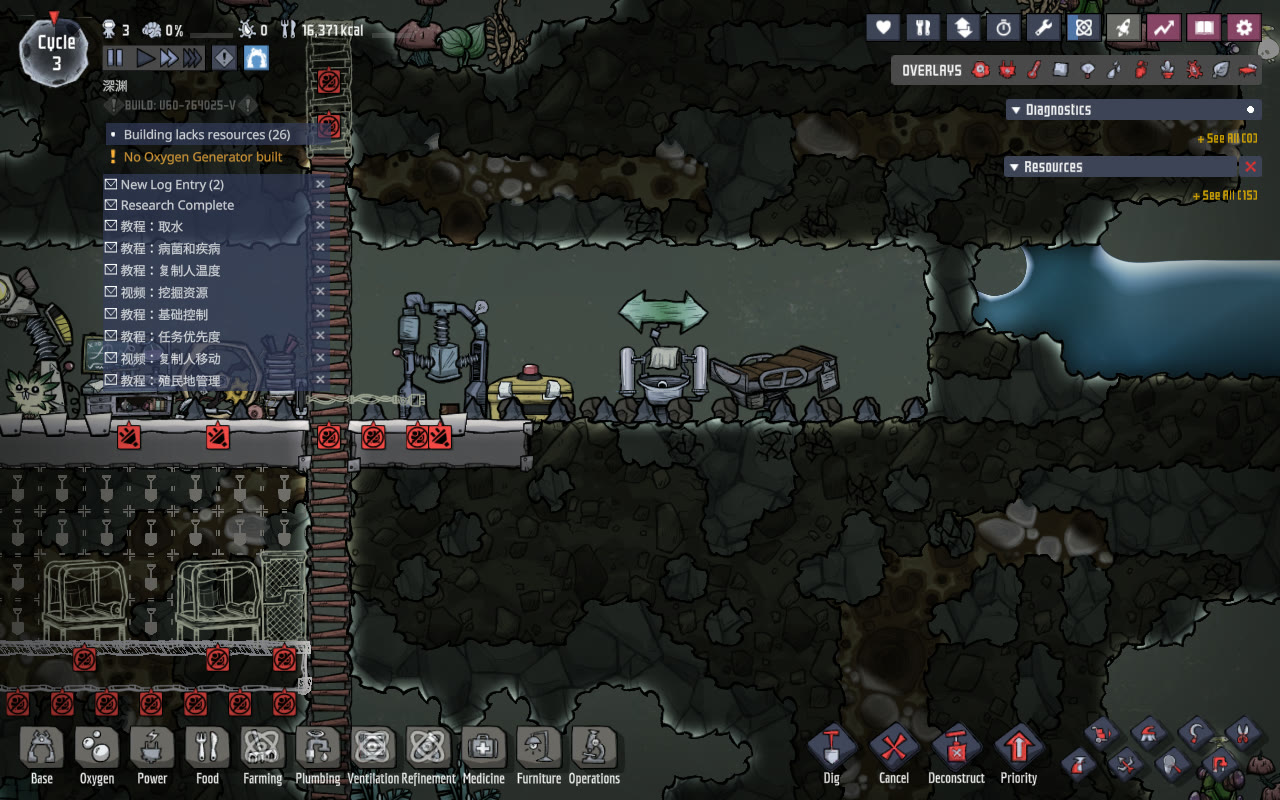 Cycle
3
3
0%
0
16,371kcal
深渊
BUILD: U60-764025-V
Building lacks resources (26)
No Oxygen Generator built
New Log Entry (2)
Research Complete
教程：取水
教程：病菌和疾病
教程：复制人温度
视频：挖掘资源
教程：基础控制
教程：任务优先度
视频：复制人移动
教程：殖民地管理
OVERLAYS
Diagnostics
+ See All (0)
Resources
+ See All (15)
Base
Oxygen
Power
Food
Farming
Plumbing
Ventilation
Refinement
Medicine
Furniture
Operations
Dig
Cancel
Deconstruct
Priority